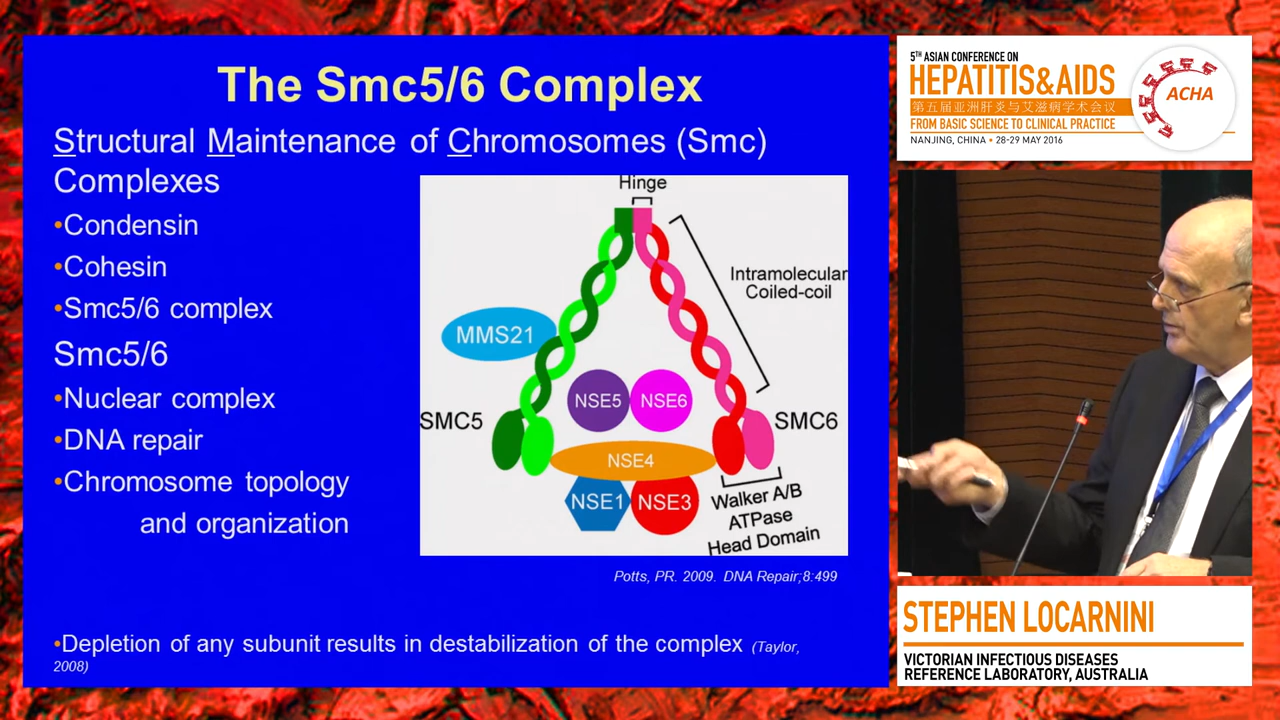 The Smc5/6 Complex
Structural Maintenance of Chromosomes (Smc)
Complexes
•Condensin
•Cohesin
•Smc5/6 complex
Smc5/6
•Nuclear complex
•DNA repair
•Chromosome topology
and organization
Hinge
Intramolecular
Coiled-coil
MMS21
NSE5
NSE6
SMC5
SMC6
NSE4
NSE1
NSE3
Walker A/B
ATPase
Head Domain
Potts, PR. 2009. DNA Repair;8:499
•Depletion of any subunit results in destabilization of the complex (Taylor,
2008)
5TH ASIAN CONFERENCE ON
HEPATITIS&AIDS
第五届亚洲肝炎与艾滋病学术会议
FROM BASIC SCIENCE TO CLINICAL PRACTICE
NANJING, CHINA • 28-29 MAY 2016
ACHA
STEPHEN LOCARNINI
VICTORIAN INFECTIOUS DISEASES
REFERENCE LABORATORY, AUSTRALIA